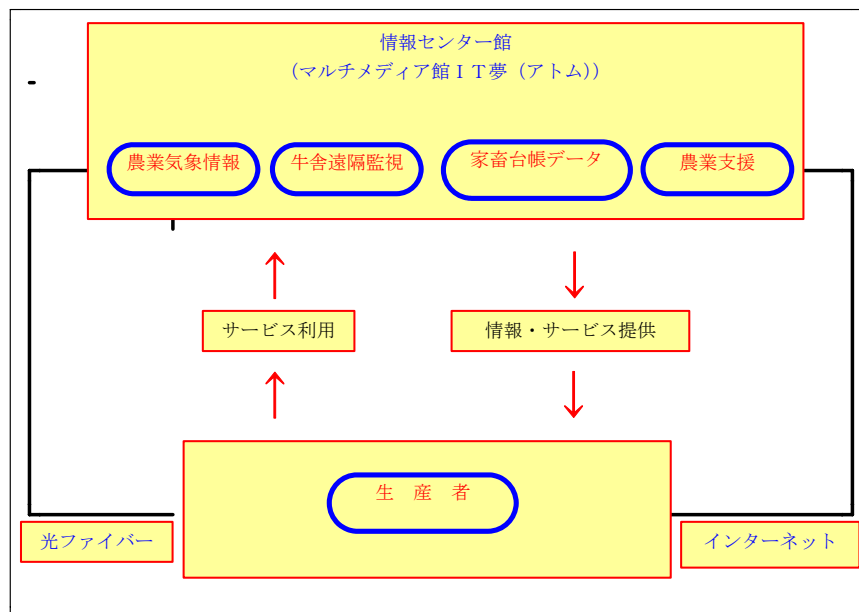 情報センター館
（マルチメディア館ＩＴ夢（アトム））
農業気象情報
牛舎遠隔監視
家畜台帳データ
農業支援
サービス利用
情報・サービス提供
生　産　者
光ファイバー
インターネット